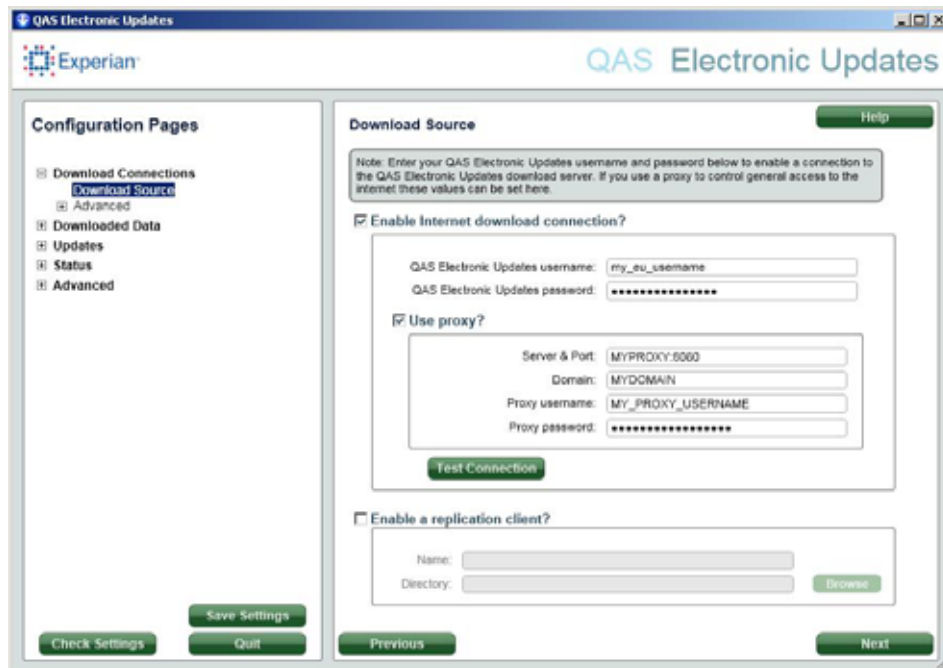 QAS Electronic Updates
Experian
QAS Electronic Updates
Configuration Pages
Download Connections
Download Source
Advanced
Downloaded Data
Updates
Status
Advanced
Save Settings
Check Settings
Quit
Download Source
Help
Note: Enter your QAS Electronic Updates username and password below to enable a connection to
the QAS Electronic Updates download server. If you use a proxy to control general access to the
internet these values can be set here.
Enable Internet download connection?
QAS Electronic Updates username: my_eu_username
QAS Electronic Updates password: •••••••••••••••
Use proxy?
Server & Port: MYPROXY:6060
Domain: MYDOMAIN
Proxy username: MY_PROXY_USERNAME
Proxy password: •••••••••••••••••
Test Connection
Enable a replication client?
Name:
Directory:
Browse
Previous
Next